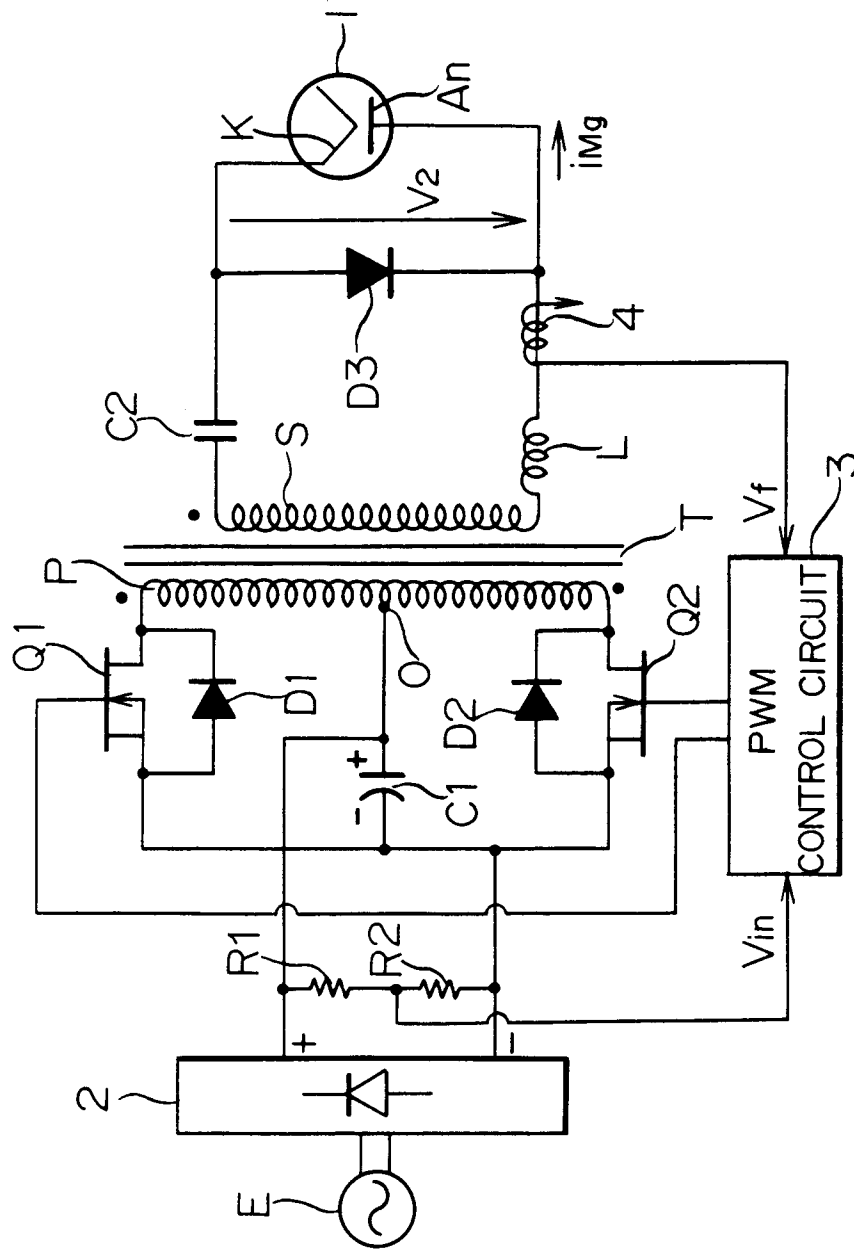 1
K
An
iMg
V2
D3
4
C2
S
L
Vf
P
T
3
Q1
D1
O
D2
Q2
+
-
C1
PWM
CONTROL CIRCUIT
R1
R2
Vin
+
-
2
E